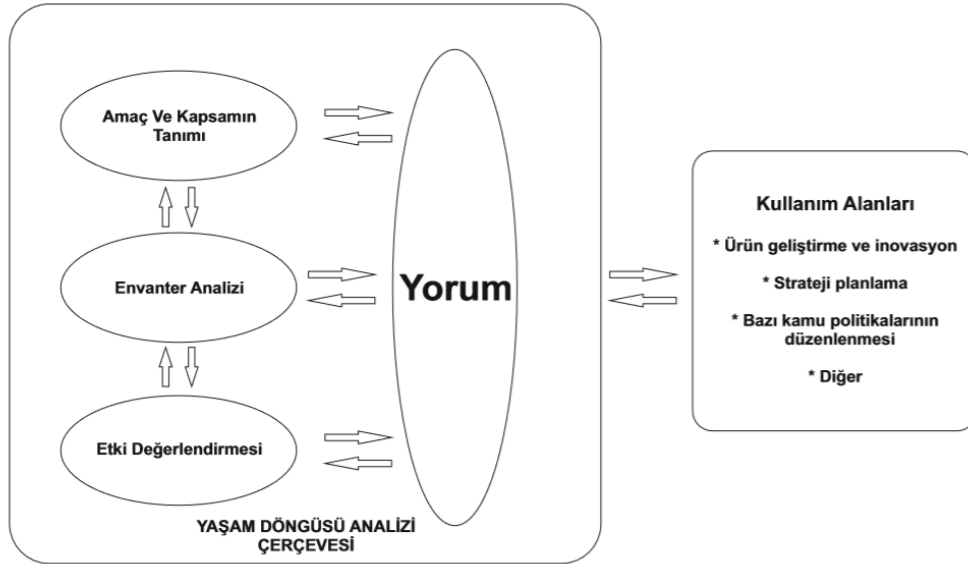 Amaç Ve Kapsamın
Tanımı
Envanter Analizi
Etki Değerlendirmesi
Yorum
YAŞAM DÖNGÜSÜ ANALİZİ
ÇERÇEVESİ
Kullanım Alanları
* Ürün geliştirme ve inovasyon
* Strateji planlama
* Bazı kamu politikalarının
düzenlenmesi
* Diğer